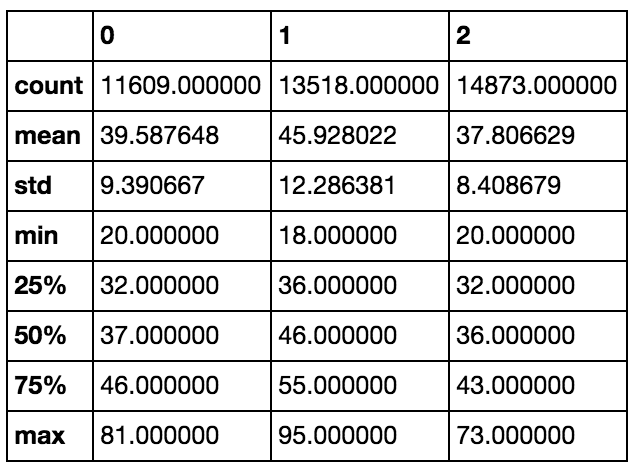 0 1 2
count 11609.000000 13518.000000 14873.000000
mean 39.587648 45.928022 37.806629
std 9.390667 12.286381 8.408679
min 20.000000 18.000000 20.000000
25% 32.000000 36.000000 32.000000
50% 37.000000 46.000000 36.000000
75% 46.000000 55.000000 43.000000
max 81.000000 95.000000 73.000000